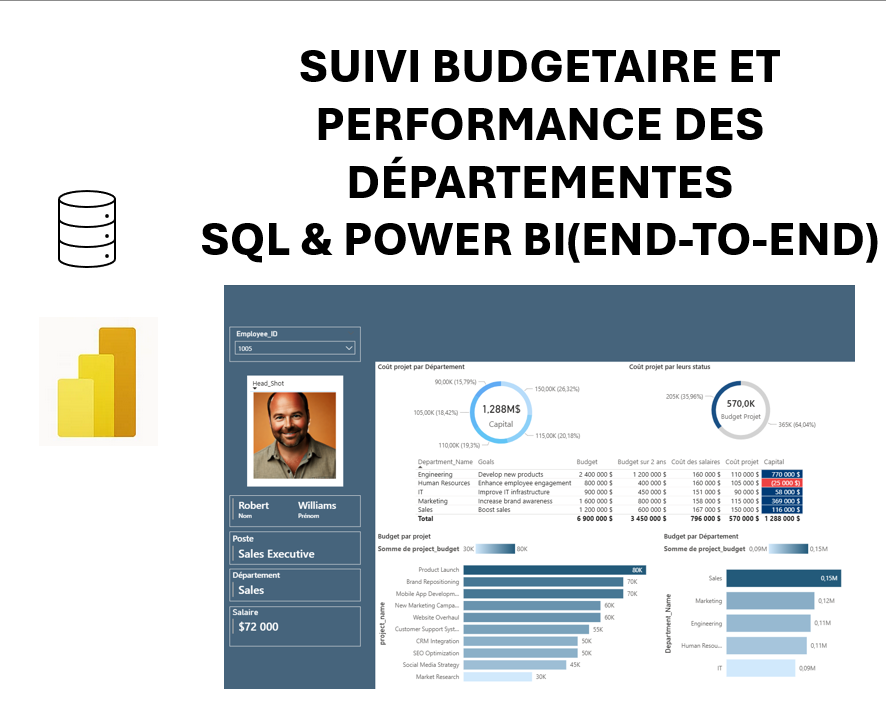 SUIVI BUDGETAIRE ET
PERFORMANCE DES
DÉPARTEMENTES
SQL & POWER BI(END-TO-END)
Employee_ID
1005
Head_Shot
Robert Williams
Nom Prénom
Poste
Sales Executive
Département
Sales
Salaire
$72 000
Coût projet par Département
90,00K (15,79%)
150,00K (26,32%)
105,00K (18,42%)
1,288M$
Capital
110,00K (19,3%)
115,00K (20,18%)
Coût projet par leurs status
205K (35,96%)
570,0K
Budget Projet
365K (64,04%)
Department_Name Goals Budget Budget sur 2 ans Coût des salaires Coût projet Capital
Engineering Develop new products 2 400 000 $ 1 200 000 $ 160 000 $ 110 000 $ 770 000 $
Human Resources Enhance employee engagement 800 000 $ 400 000 $ 160 000 $ 105 000 $ (25 000 $)
IT Improve IT infrastructure 900 000 $ 450 000 $ 151 000 $ 90 000 $ 58 000 $
Marketing Increase brand awareness 1 600 000 $ 800 000 $ 158 000 $ 115 000 $ 369 000 $
Sales Boost sales 1 200 000 $ 600 000 $ 167 000 $ 150 000 $ 116 000 $
Total 6 900 000 $ 3 450 000 $ 796 000 $ 570 000 $ 1 288 000 $
Budget par projet
Somme de project_budget 30K 80K
project_name
Product Launch 80K
Brand Repositioning 70K
Mobile App Developm... 70K
New Marketing Campa... 60K
Website Overhaul 60K
Customer Support Syst... 55K
CRM Integration 50K
SEO Optimization 50K
Social Media Strategy 45K
Market Research 30K
Budget par Département
Somme de project_budget 0,09M 0,15M
Department_Name
Sales 0,15M
Marketing 0,12M
Engineering 0,11M
Human Resou... 0,11M
IT 0,09M